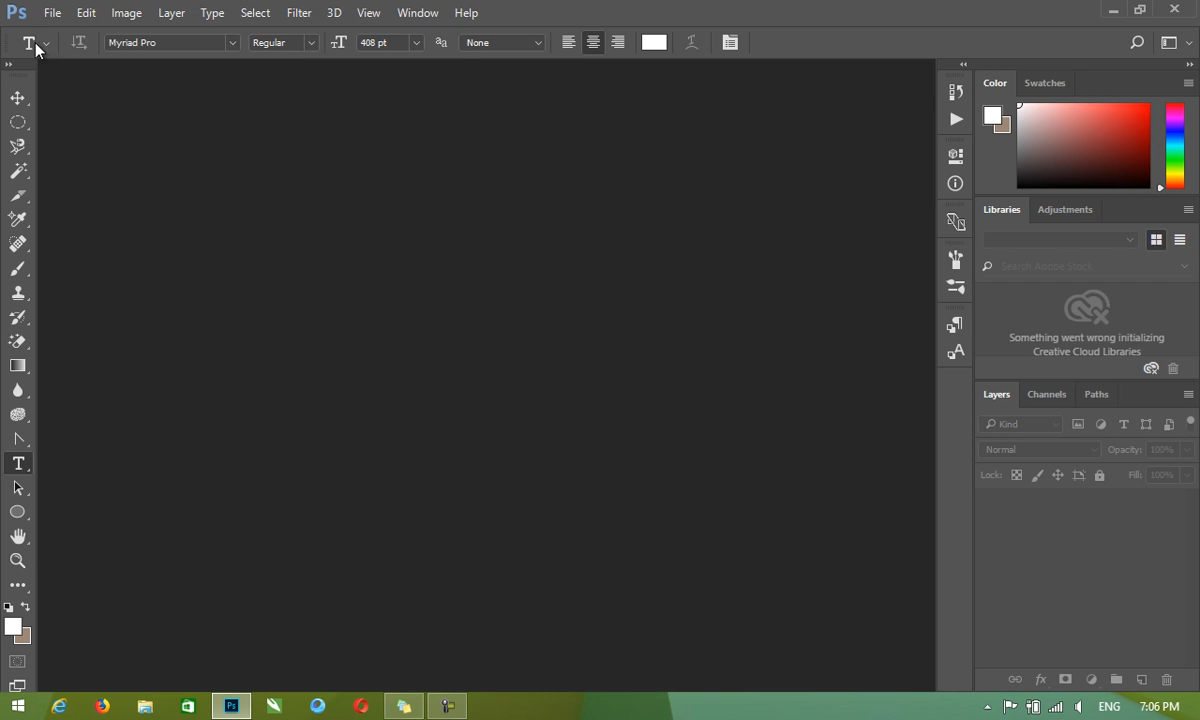 Ps File Edit Image Layer Type Select Filter 3D View Window Help
Myriad Pro Regular 408 pt None
Color Swatches
Libraries Adjustments
Search Adobe Stock
Something went wrong initializing
Creative Cloud Libraries
Layers Channels Paths
Kind
Normal Opacity: 100%
Lock: Fill: 100%
Ps ENG 7:06 PM